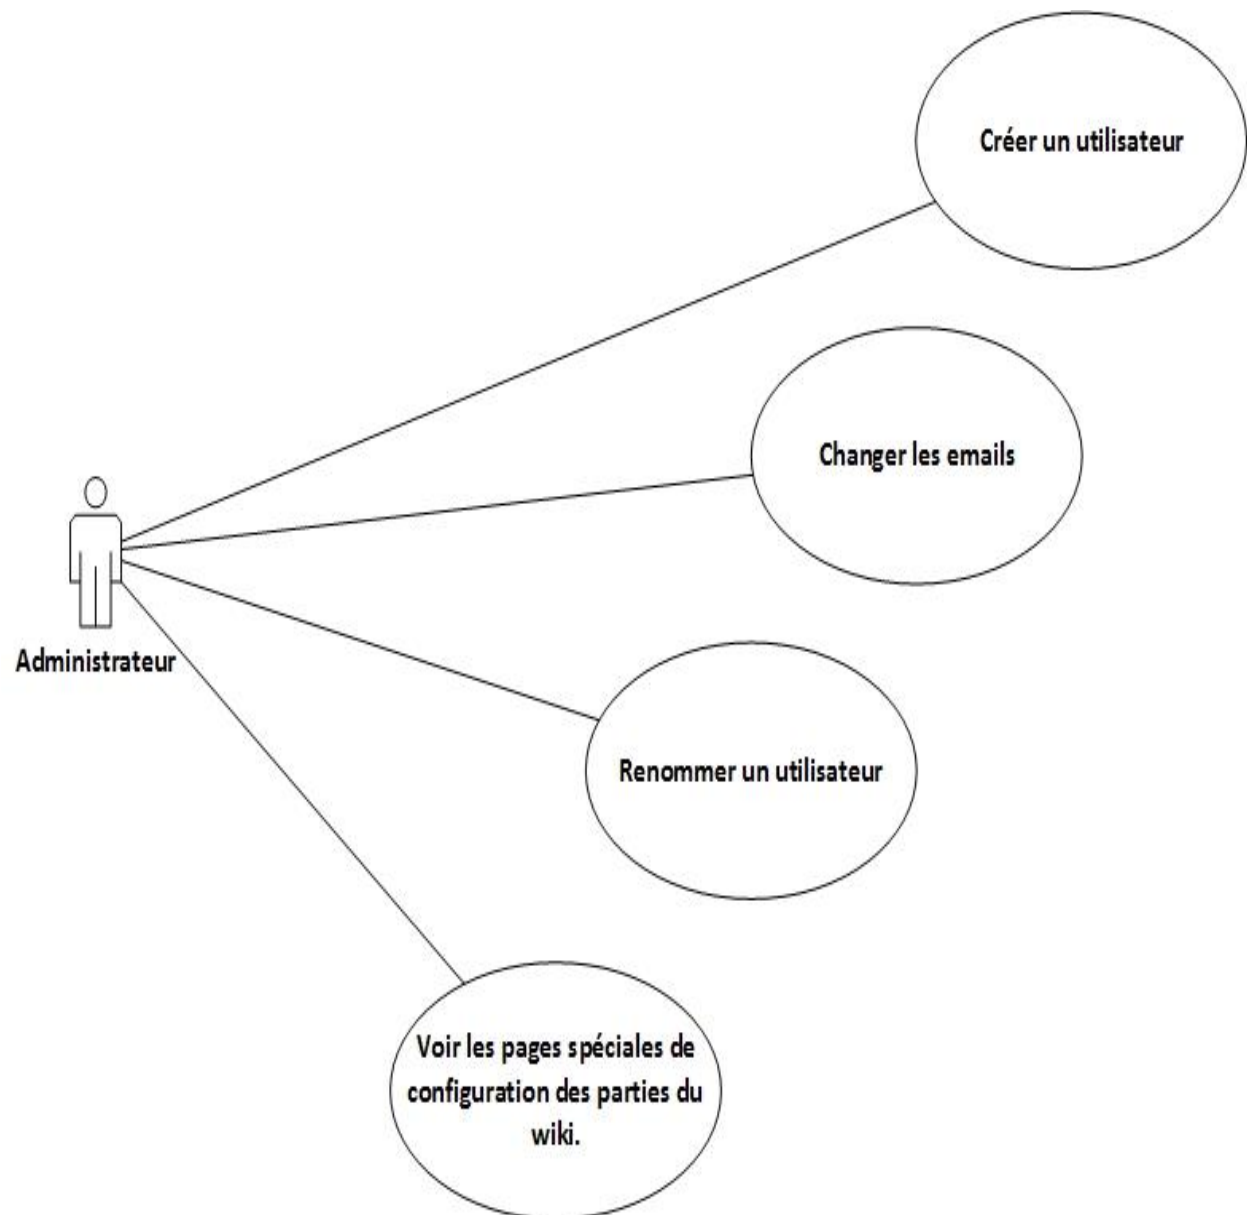 Créer un utilisateur
Changer les emails
Administrateur
Renommer un utilisateur
Voir les pages spéciales de
configuration des parties du
wiki.